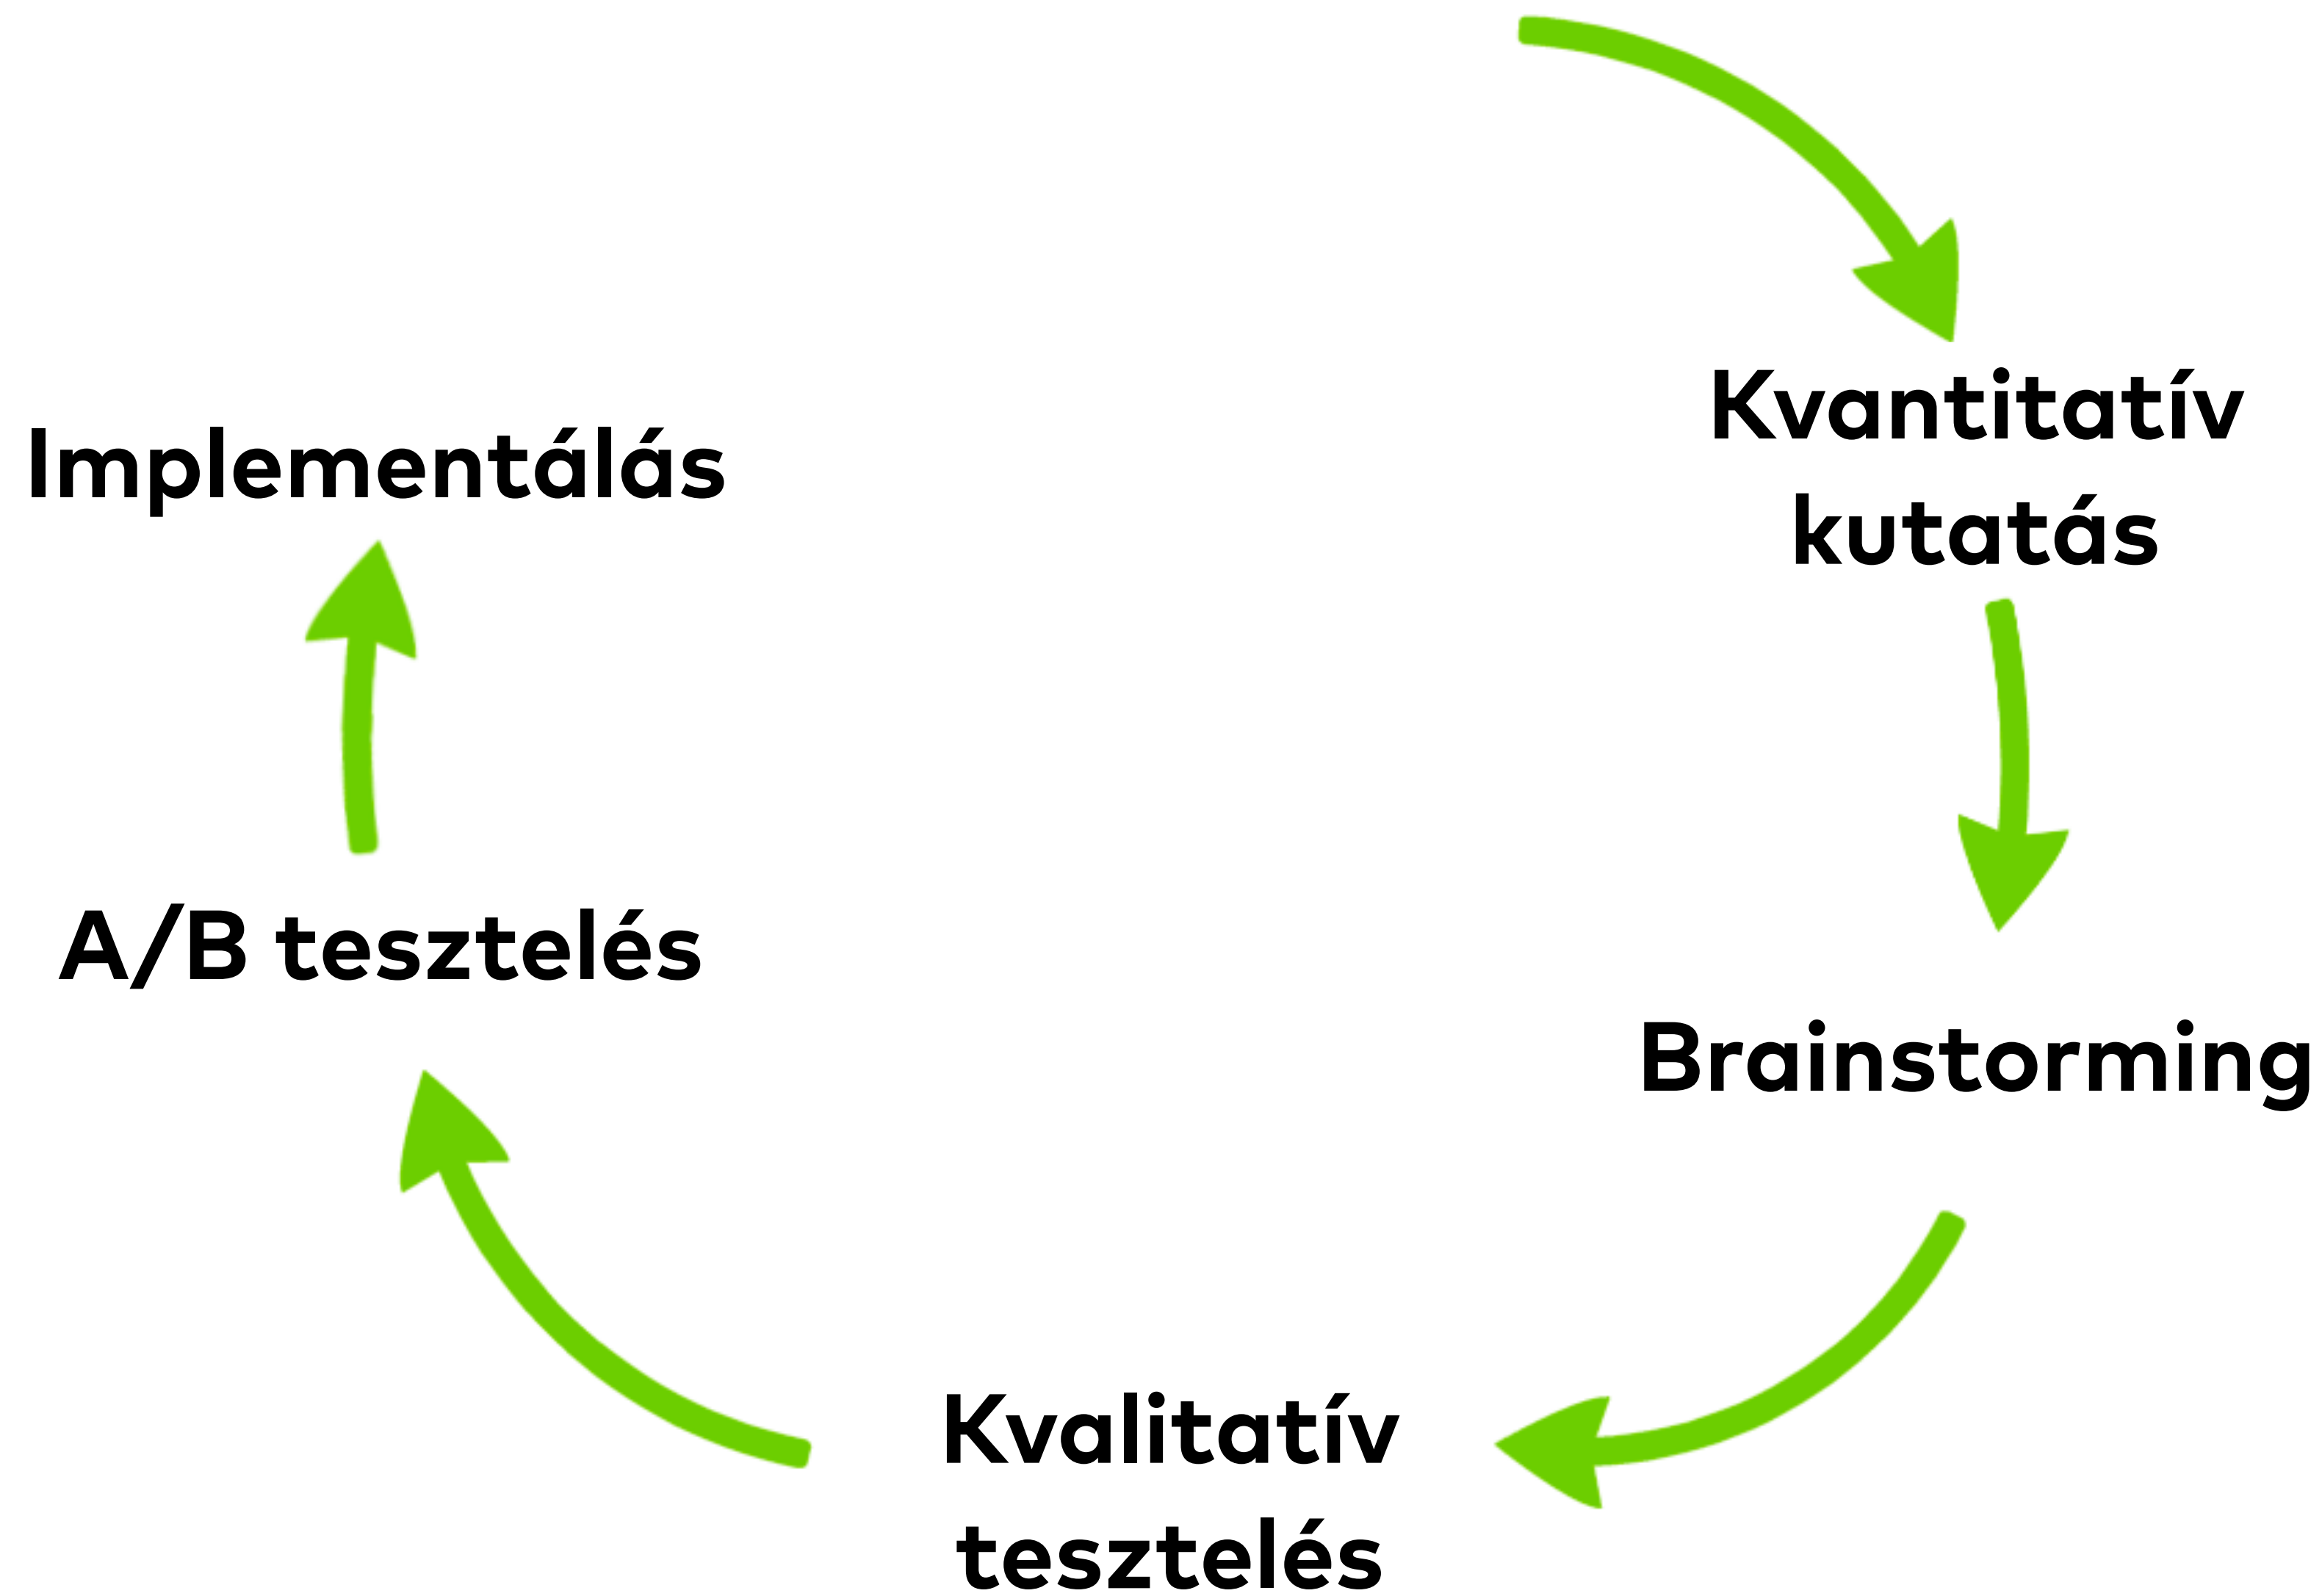 Kvantitatív
kutatás
Brainstorming
Kvalitatív
tesztelés
A/B tesztelés
Implementálás